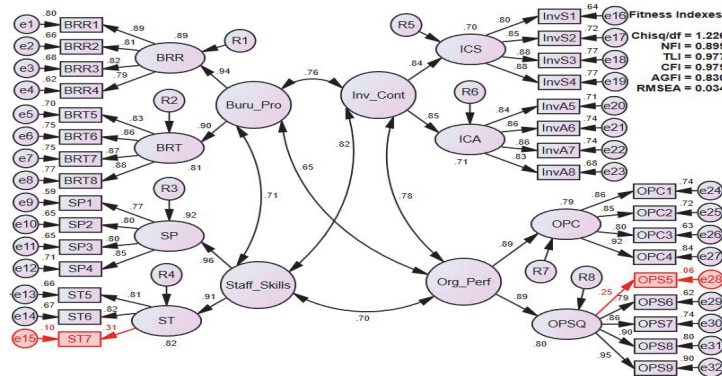 .80
e1 BRR1 .89 .89 R1
.66
e2 BRR2 .81 BRR
.68
e3 BRR3 .82
.62
e4 BRR4 .79 .94
.70
e5 BRT5 .83 R2
.75
e6 BRT6 .86 BRT .90
.75
e7 BRT7 .87
.77
e8 BRT8 .88 .81
.59
e9 SP1 .77 R3
.65
e10 SP2 .80 .92
.65
e11 SP3 .80 SP
.71
e12 SP4 .85 .96
.66
e13 ST5 .81 R4
.67
e14 ST6 .82 ST .91
.10
e15 ST7 .31 .82
Buru_Pro
.76
Inv_Cont
.71
.65
.82
.78
Staff_Skills
.70
Org_Perf
R5 .80 .70 InvS1 .64 e16
ICS .85 InvS2 .72 e17
.84 .88 InvS3 .77 e18
.88 InvS4 .77 e19
R6 .84 InvA5 .71 e20
.85 ICA .86 InvA6 .74 e21
.86 InvA7 .74 e22
.71 .83 InvA8 .68 e23
.79 .86 OPC1 .74 e24
OPC .85 OPC2 .72 e25
.89 .80 OPC3 .63 e26
R7 .92 OPC4 .84 e27
R8 .25 OPS5 .06 e28
.89 .79 OPS6 .62 e29
OPSQ .86 OPS7 .74 e30
.80 .90 OPS8 .80 e31
.95 OPS9 .90 e32
Fitness Indexes
Chisq/df = 1.226
NFI = 0.899
TLI = 0.977
CFI = 0.979
AGFI = 0.830
RMSEA = 0.034